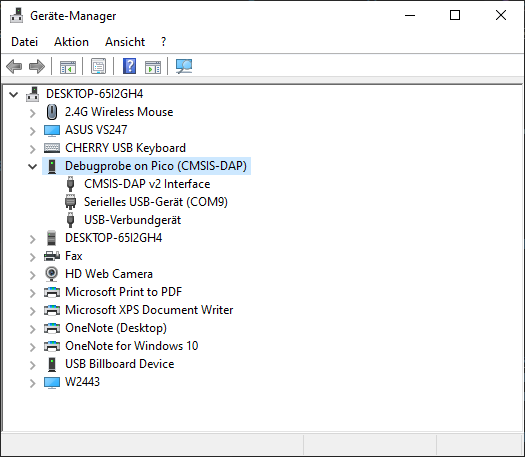 Geräte-Manager
Datei Aktion Ansicht ?
DESKTOP-65I2GH4
2.4G Wireless Mouse
ASUS VS247
CHERRY USB Keyboard
Debugprobe on Pico (CMSIS-DAP)
CMSIS-DAP v2 Interface
Serielles USB-Gerät (COM9)
USB-Verbundgerät
DESKTOP-65I2GH4
Fax
HD Web Camera
Microsoft Print to PDF
Microsoft XPS Document Writer
OneNote (Desktop)
OneNote for Windows 10
USB Billboard Device
W2443